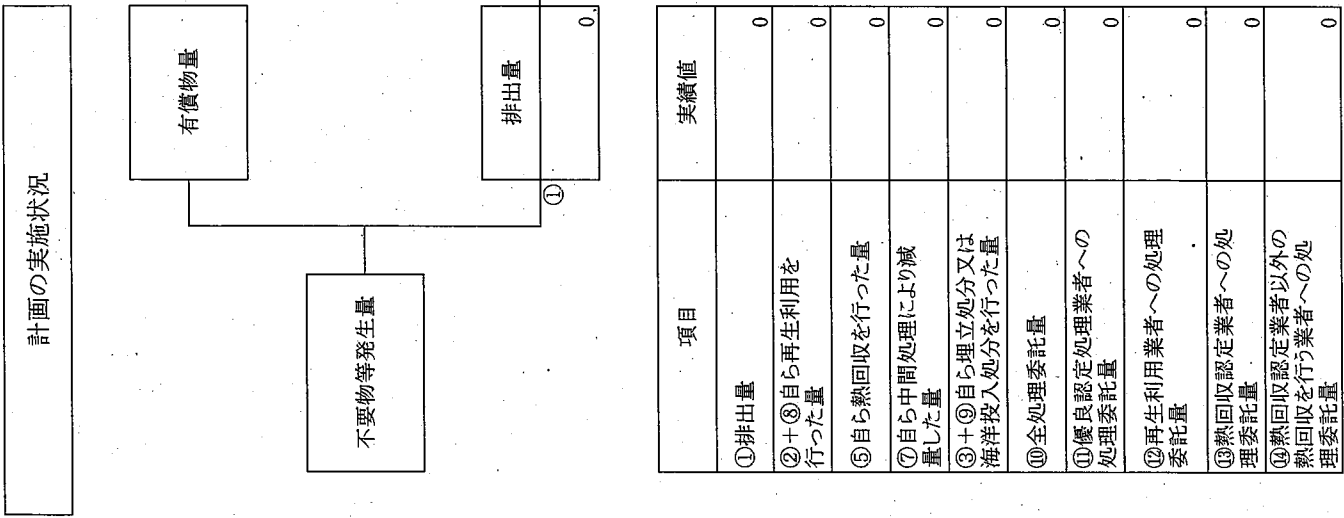 計画の実施状況
有償物量
不要物等発生量
排出量
①
0
項目
実績値
①排出量
0
②+⑧自ら再生利用を
行った量
0
⑤自ら熱回収を行った量
0
⑦自ら中間処理により減
量した量
0
③+⑨自ら埋立処分又は
海洋投入処分を行った量
0
⑩全処理委託量
0
⑪優良認定処理業者への
処理委託量
0
⑫再生利用業者への処理
委託量
0
⑬熱回収認定業者への処
理委託量
0
⑭熱回収認定業者以外の
熱回収を行う業者への処
理委託量
0